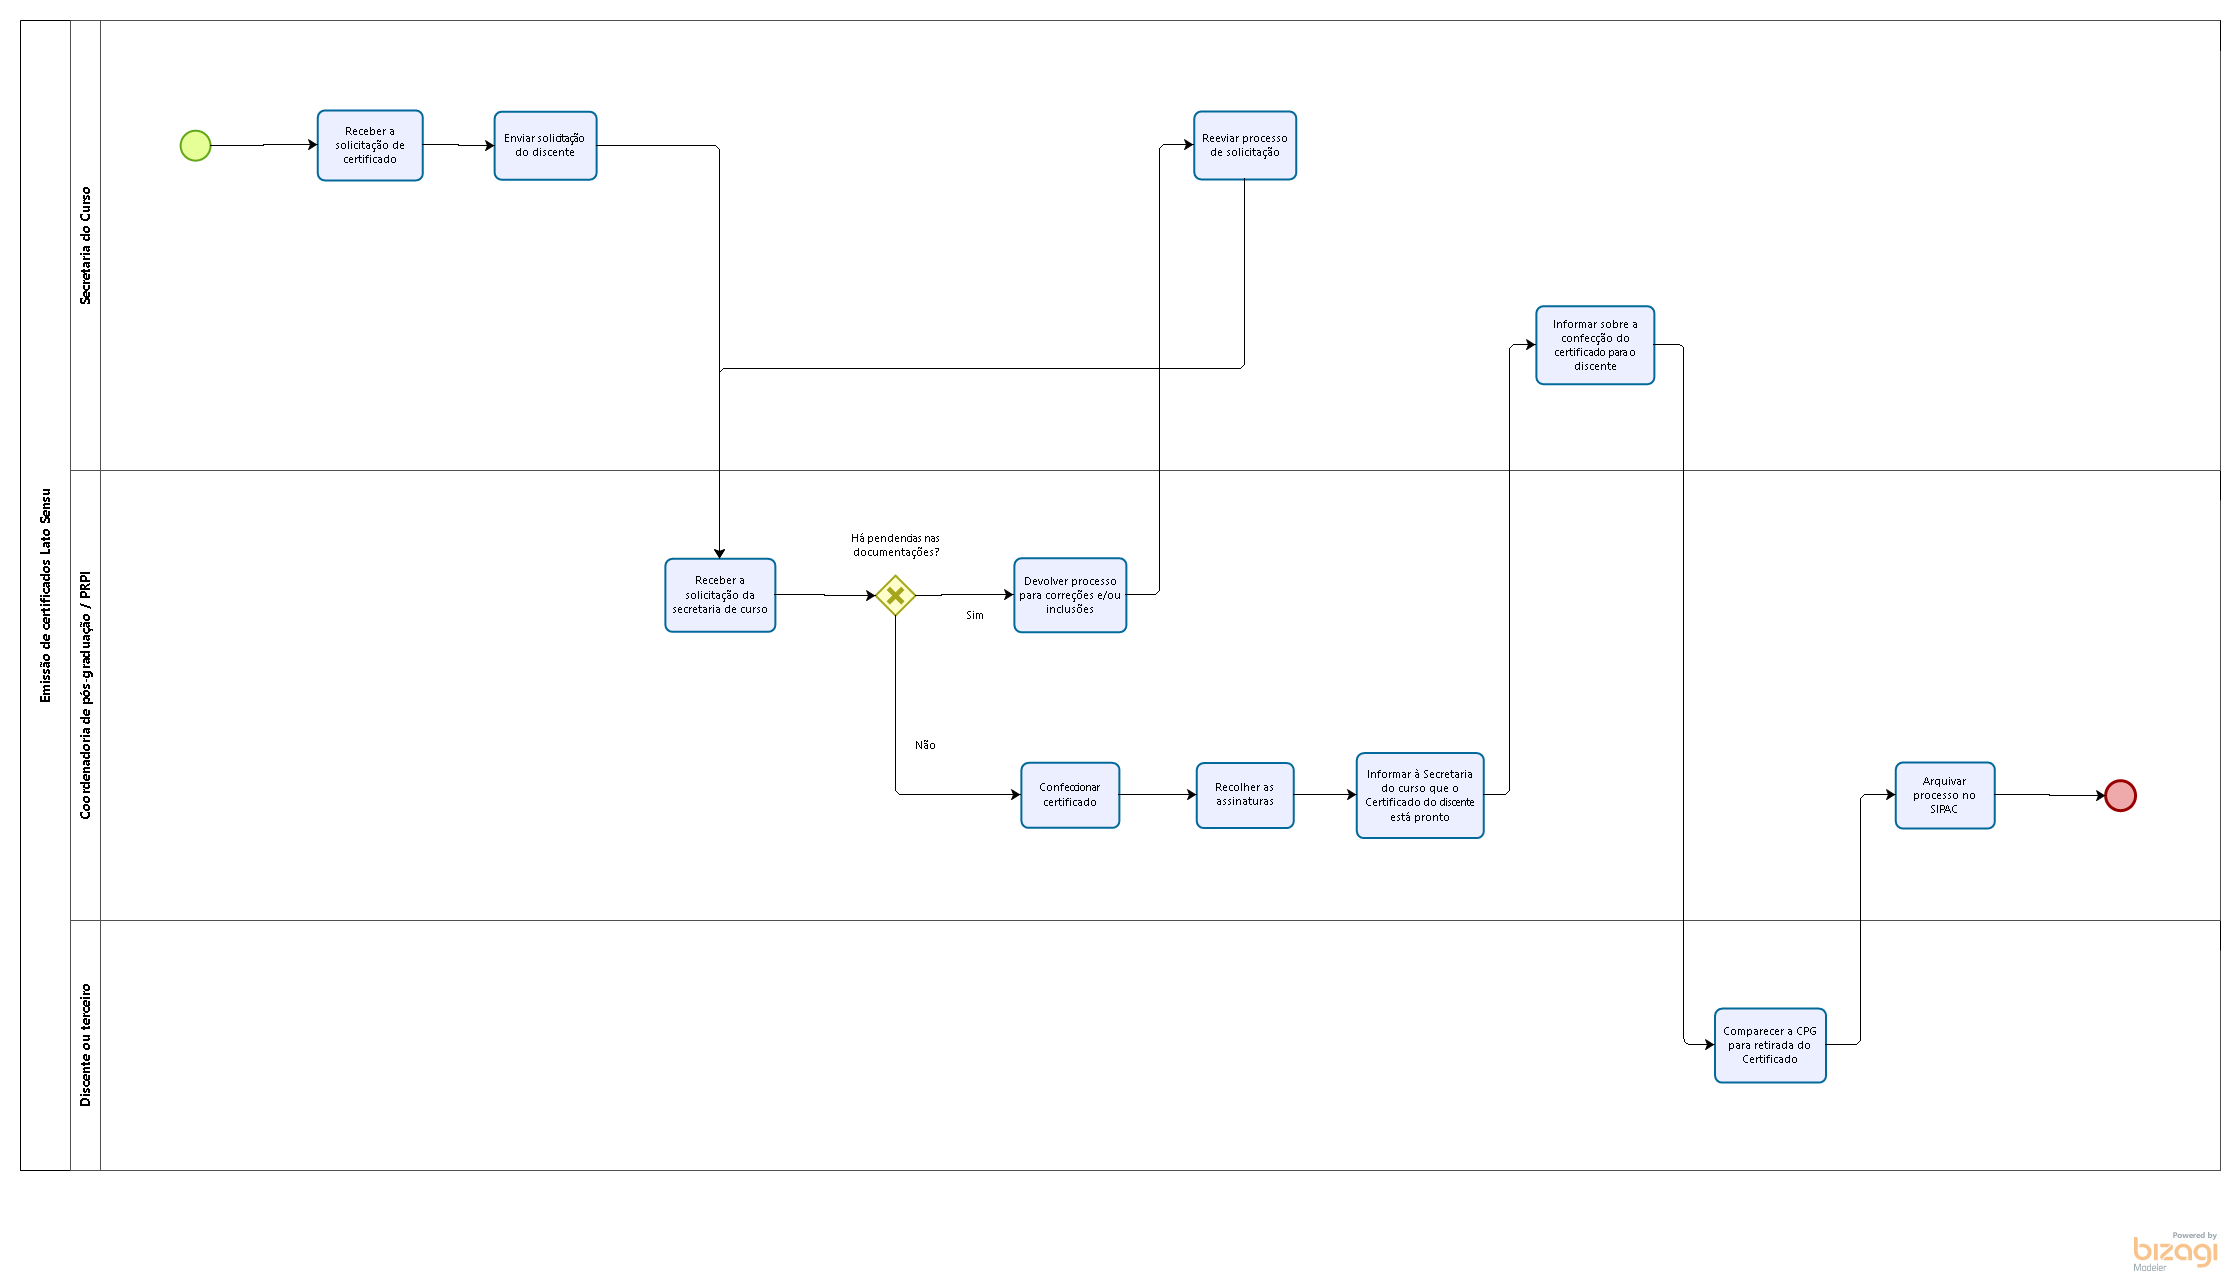 Emissão de certificados Lato Sensu
Secretaria do Curso
Receber a
solicitação de
certificado
Enviar solicitação
do discente
Reeviar processo
de solicitação
Informar sobre a
confecção do
certificado para o
discente
Coordenadoria de pós-graduação / PRPI
Receber a
solicitação da
secretaria de curso
Há pendencias nas
documentações?
Sim
Devolver processo
para correções e/ou
inclusões
Não
Confeccionar
certificado
Recolher as
assinaturas
Informar à Secretaria
do curso que o
Certificado do discente
está pronto
Arquivar
processo no
SIPAC
Discente ou terceiro
Comparecer a CPG
para retirada do
Certificado
Powered by
bizagi
Modeler